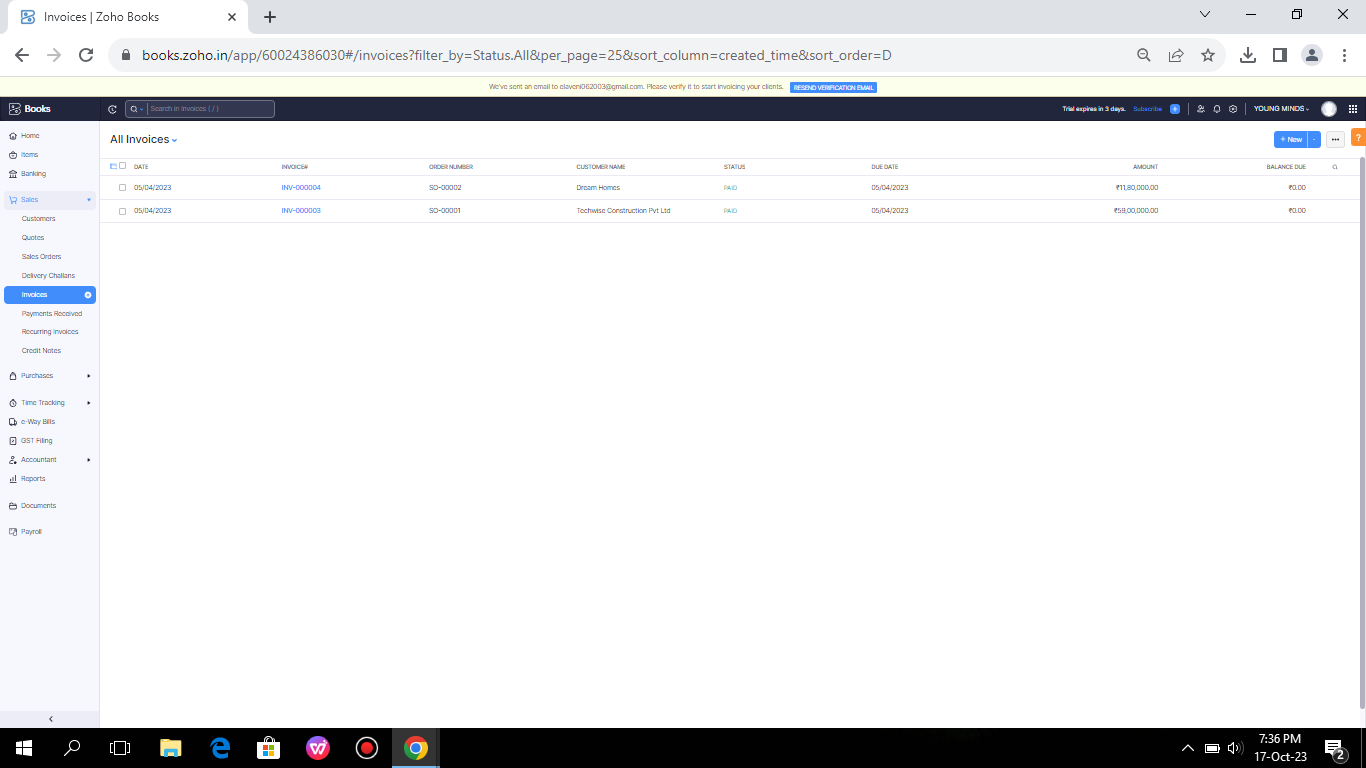 Invoices | Zoho Books
books.zoho.in/app/60024386030#/invoices?filter_by=Status.All&per_page=25&sort_column=created_time&sort_order=D
We've sent an email to elaveni062003@gmail.com. Please verify it to start invoicing your clients. RESEND VERIFICATION EMAIL
Books
Search in Invoices ( / )
Trial expires in 3 days. Subscribe
YOUNG MINDS
Home
Items
Banking
Sales
Customers
Quotes
Sales Orders
Delivery Challans
Invoices
Payments Received
Recurring Invoices
Credit Notes
Purchases
Time Tracking
e-Way Bills
GST Filing
Accountant
Reports
Documents
Payroll
All Invoices
+ New
?
DATE INVOICE# ORDER NUMBER CUSTOMER NAME STATUS DUE DATE AMOUNT BALANCE DUE
05/04/2023 INV-000004 SO-00002 Dream Homes PAID 05/04/2023 ₹11,80,000.00 ₹0.00
05/04/2023 INV-000003 SO-00001 Techwise Construction Pvt Ltd PAID 05/04/2023 ₹59,00,000.00 ₹0.00
7:36 PM
17-Oct-23
2